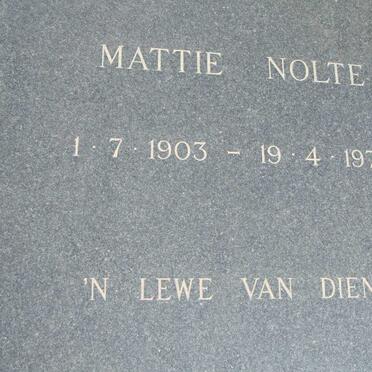 MATTIE NOLTE
1 · 7 · 1903 – 19 · 4 · 197
'N LEWE VAN DIEN